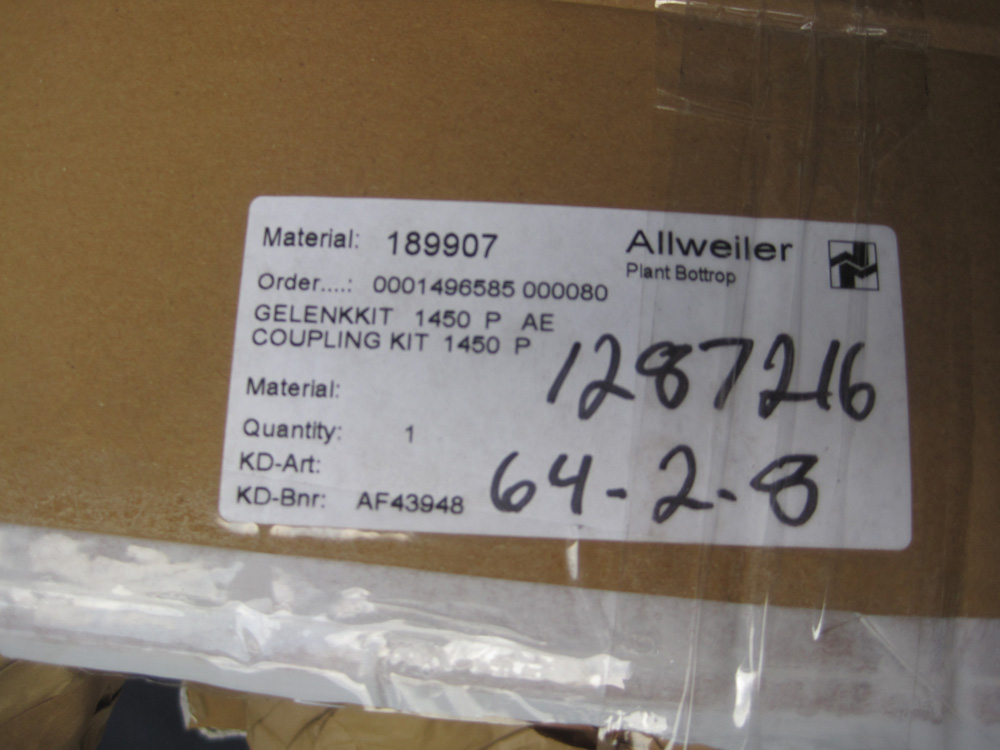 Material: 189907
Allweiler
Plant Bottrop
Order....: 0001496585 000080
GELENKKIT 1450 P AE
COUPLING KIT 1450 P
1287216
Material:
Quantity: 1
KD-Art:
64-2-8
KD-Bnr: AF43948